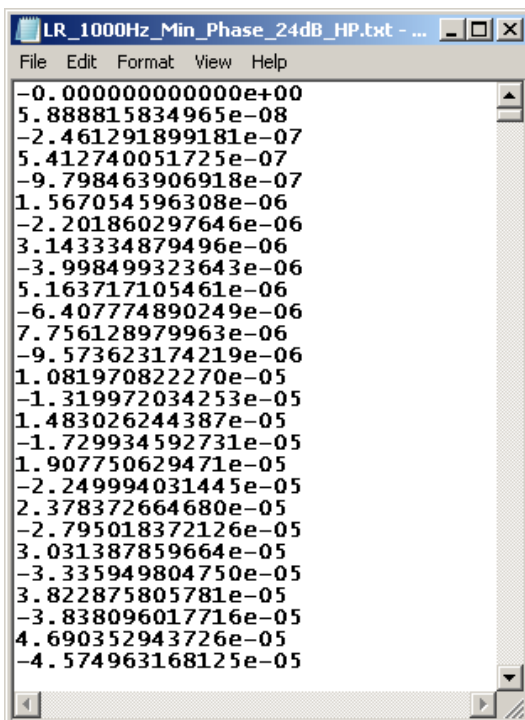 LR_1000Hz_Min_Phase_24dB_HP.txt - ...
File Edit Format View Help
-0.000000000000e+00
5.888815834965e-08
-2.461291899181e-07
5.412740051725e-07
-9.798463906918e-07
1.567054596308e-06
-2.201860297646e-06
3.143334879496e-06
-3.998499323643e-06
5.163717105461e-06
-6.407774890249e-06
7.756128979963e-06
-9.573623174219e-06
1.081970822270e-05
-1.319972034253e-05
1.483026244387e-05
-1.729934592731e-05
1.907750629471e-05
-2.249994031445e-05
2.378372664680e-05
-2.795018372126e-05
3.031387859664e-05
-3.335949804750e-05
3.822875805781e-05
-3.838096017716e-05
4.690352943726e-05
-4.574963168125e-05